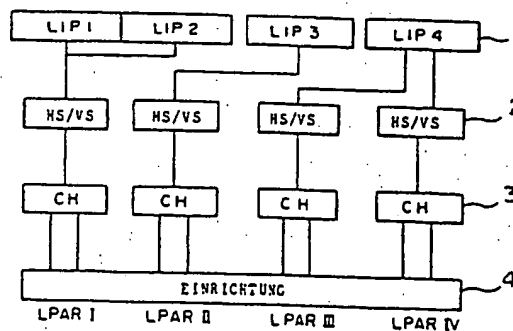 LIP 1 LIP 2 LIP 3 LIP 4
HS/VS HS/VS HS/VS HS/VS 2
CH CH CH CH 3
EINRICHTUNG 4
LPAR I LPAR II LPAR III LPAR IV